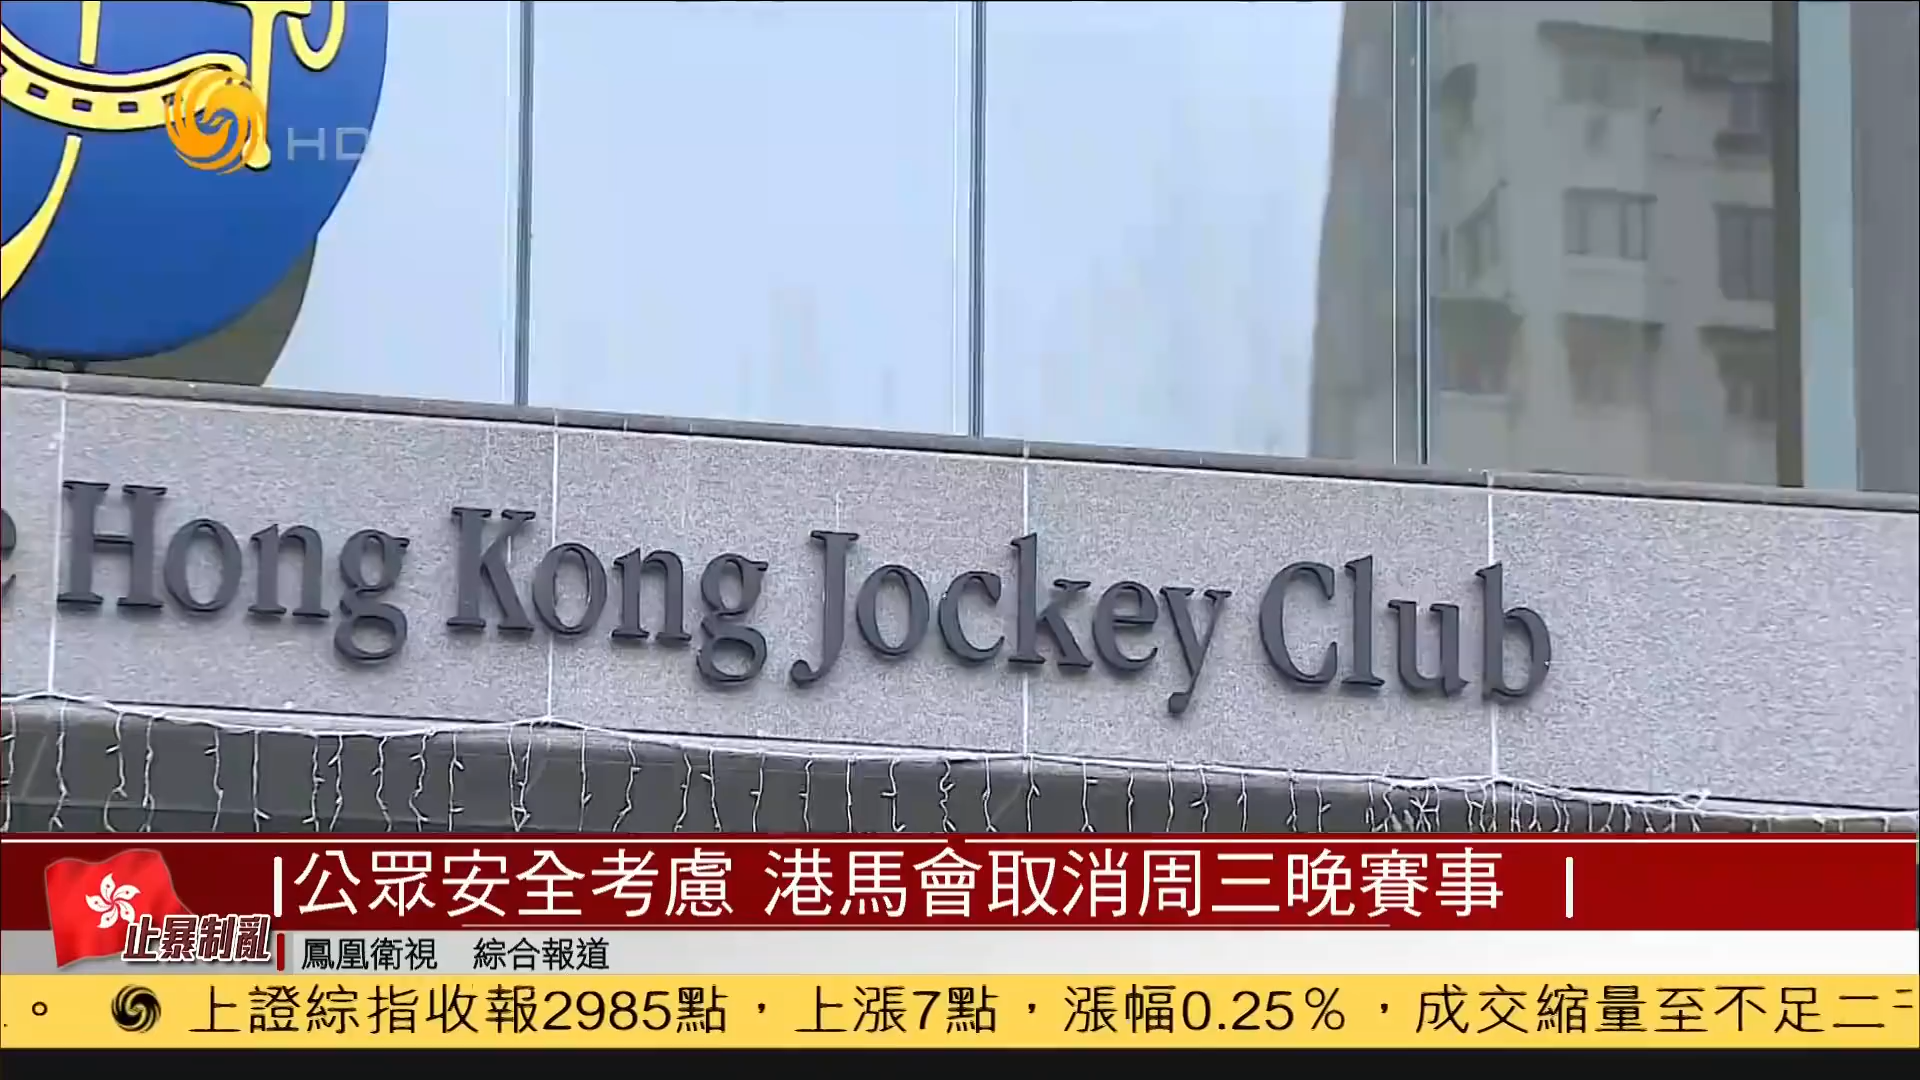 HD
Hong Kong Jockey Club
公眾安全考慮 港馬會取消周三晚賽事
止暴制亂
鳳凰衛視 綜合報道
。 上證綜指收報2985點，上漲7點，漲幅0.25%，成交縮量至不足二